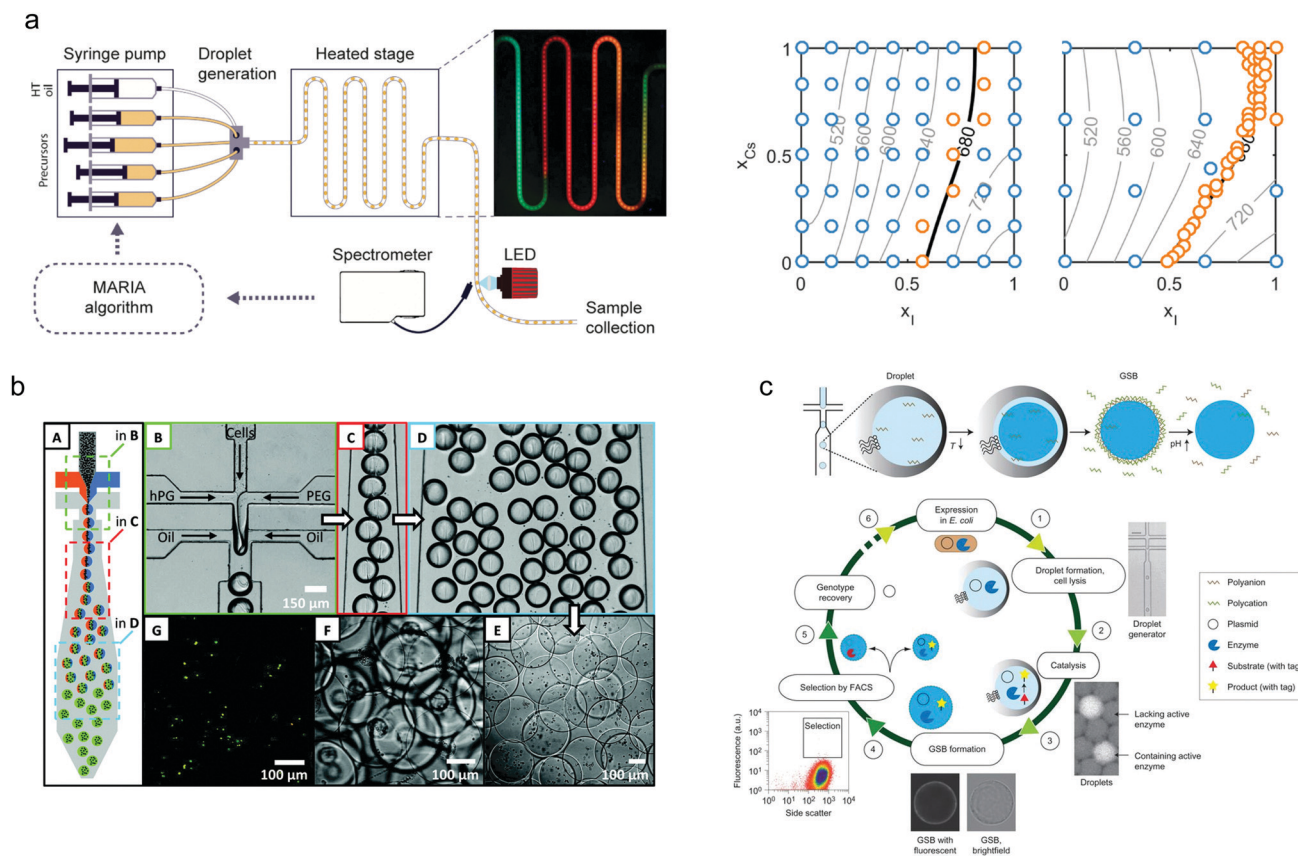 a
Syringe pump
Droplet
generation
Heated stage
HT
oil
Precursors
MARIA
algorithm
Spectrometer
LED
Sample
collection
1
0.5
0
x_Cs
520
560
600
640
680
720
0
0.5
1
x_I
520
560
600
640
680
720
0
0.5
1
x_I
b
A
in B
in C
in D
B
Cells
hPG
PEG
Oil
Oil
150 µm
C
D
G
100 µm
F
100 µm
E
100 µm
c
Droplet
GSB
T ↓
pH ↑
Expression
in E. coli
1
Droplet formation,
cell lysis
Droplet
generator
2
Catalysis
Lacking active
enzyme
Containing active
enzyme
Droplets
3
GSB formation
GSB with
fluorescent
GSB,
brightfield
4
Selection by FACS
Selection
Fluorescence (a.u.)
10⁴
10³
10²
10¹
10⁰
10⁰ 10¹ 10² 10³ 10⁴
Side scatter
5
Genotype
recovery
6
Polyanion
Polycation
Plasmid
Enzyme
Substrate (with tag)
Product (with tag)